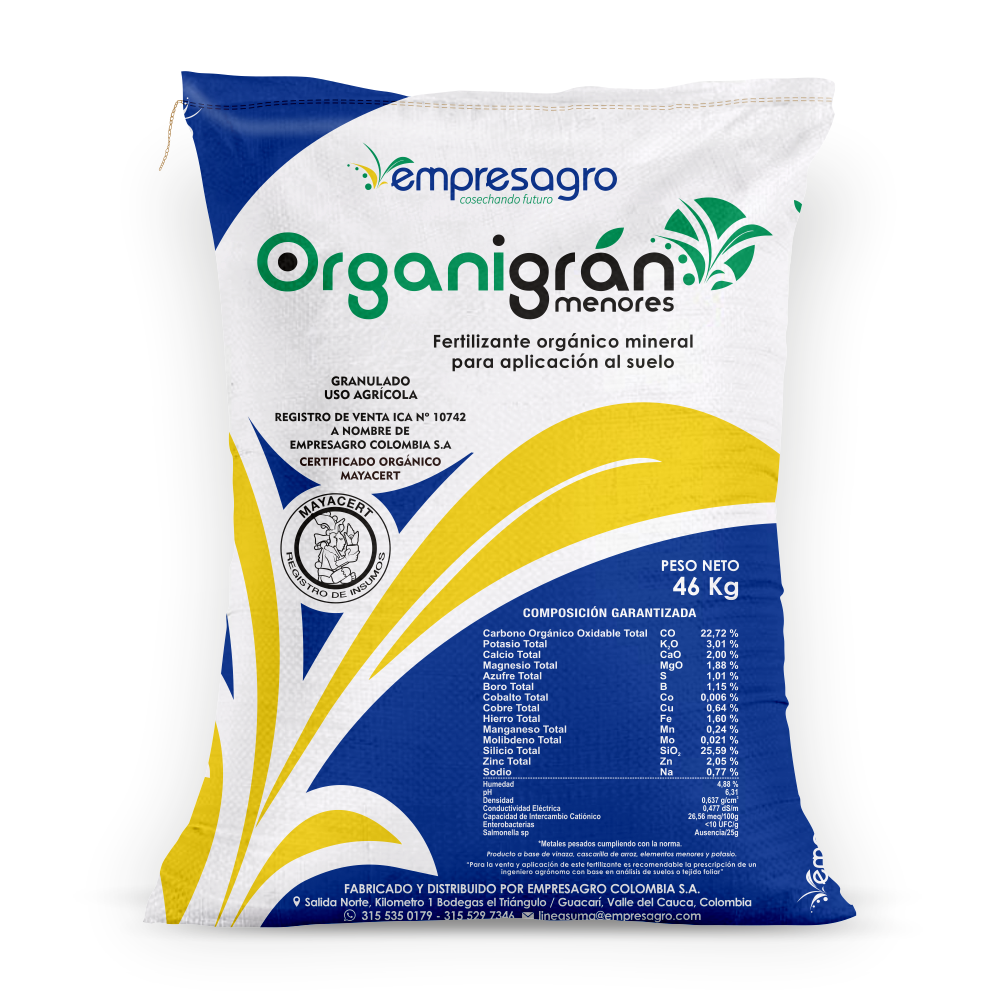 empresagro
cosechando futuro
Organigrán
menores
Fertilizante orgánico mineral
para aplicación al suelo
GRANULADO
USO AGRÍCOLA
REGISTRO DE VENTA ICA Nº 10742
A NOMBRE DE
EMPRESAGRO COLOMBIA S.A
CERTIFICADO ORGÁNICO
MAYACERT
MAYACERT
REGISTRO DE INSUMOS
PESO NETO
46 Kg
COMPOSICIÓN GARANTIZADA
Carbono Orgánico Oxidable Total CO 22,72 %
Potasio Total K₂O 3,01 %
Calcio Total CaO 2,00 %
Magnesio Total MgO 1,88 %
Azufre Total S 1,01 %
Boro Total B 1,15 %
Cobalto Total Co 0,006 %
Cobre Total Cu 0,64 %
Hierro Total Fe 1,60 %
Manganeso Total Mn 0,24 %
Molibdeno Total Mo 0,021 %
Silicio Total SiO₂ 25,59 %
Zinc Total Zn 2,05 %
Sodio Na 0,77 %
Humedad 4,88 %
pH 6,31
Densidad 0,637 g/cm³
Conductividad Eléctrica 0,477 dS/m
Capacidad de Intercambio Catiónico 26,56 meq/100g
Enterobacterias <10 UFC/g
Salmonella sp Ausencia/25g
*Metales pesados cumpliendo con la norma.
Producto a base de vinaza, cascarilla de arroz, elementos menores y potasio.
"Para la venta y aplicación de este fertilizante es recomendable la prescripción de un
ingeniero agrónomo con base en análisis de suelos o tejido foliar"
FABRICADO Y DISTRIBUIDO POR EMPRESAGRO COLOMBIA S.A.
Salida Norte, Kilometro 1 Bodegas el Triángulo / Guacarí, Valle del Cauca, Colombia
315 535 0179 - 315 529 7346 lineasuma@empresagro.com